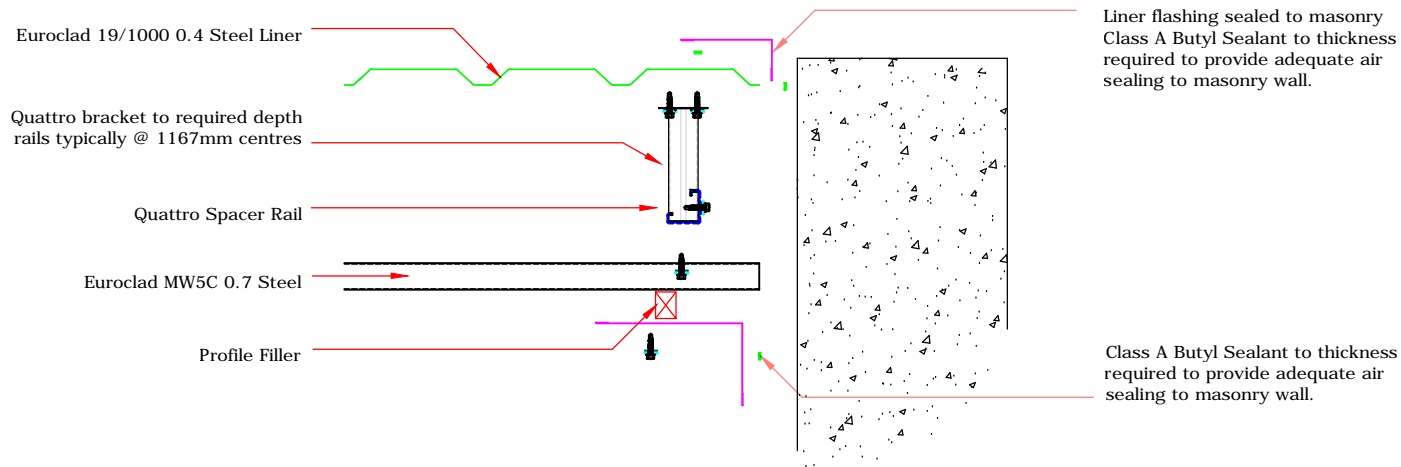 Euroclad 19/1000 0.4 Steel Liner
Quattro bracket to required depth
rails typically @ 1167mm centres
Quattro Spacer Rail
Euroclad MW5C 0.7 Steel
Profile Filler
Liner flashing sealed to masonry
Class A Butyl Sealant to thickness
required to provide adequate air
sealing to masonry wall.
Class A Butyl Sealant to thickness
required to provide adequate air
sealing to masonry wall.